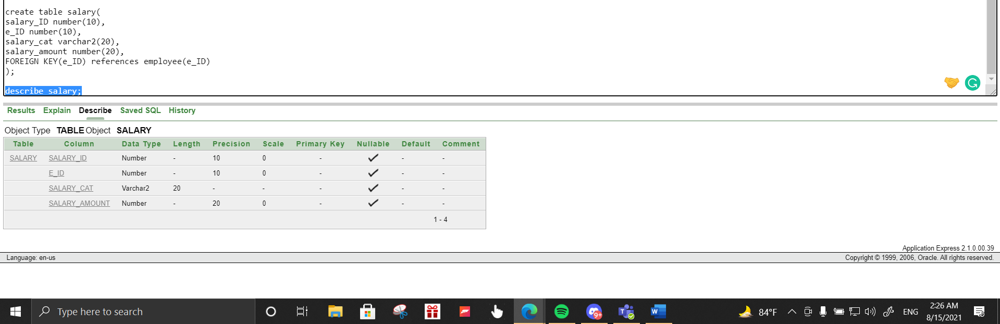 create table salary(
salary_ID number(10),
e_ID number(10),
salary_cat varchar2(20),
salary_amount number(20),
FOREIGN KEY(e_ID) references employee(e_ID)
);
describe salary;
Results Explain Describe Saved SQL History
Object Type TABLE Object SALARY
Table Column Data Type Length Precision Scale Primary Key Nullable Default Comment
SALARY SALARY_ID Number - 10 0 - - -
E_ID Number - 10 0 - - -
SALARY_CAT Varchar2 20 - - - - -
SALARY_AMOUNT Number - 20 0 - - -
1 - 4
Application Express 2.1.0.00.39
Language: en-us Copyright © 1999, 2006, Oracle. All rights reserved.
Type here to search 9+ 84°F ENG 2:26 AM
8/15/2021